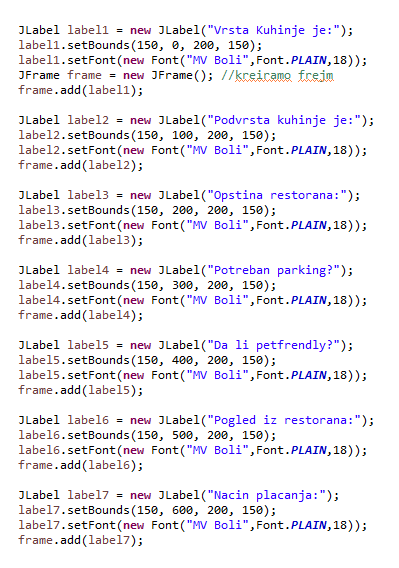 JLabel label1 = new JLabel("Vrsta Kuhinje je:");
label1.setBounds(150, 0, 200, 150);
label1.setFont(new Font("MV Boli",Font.PLAIN,18));
JFrame frame = new JFrame(); //kreiramo frejm
frame.add(label1);

JLabel label2 = new JLabel("Podvrsta kuhinje je:");
label2.setBounds(150, 100, 200, 150);
label2.setFont(new Font("MV Boli",Font.PLAIN,18));
frame.add(label2);

JLabel label3 = new JLabel("Opstina restorana:");
label3.setBounds(150, 200, 200, 150);
label3.setFont(new Font("MV Boli",Font.PLAIN,18));
frame.add(label3);

JLabel label4 = new JLabel("Potreban parking?");
label4.setBounds(150, 300, 200, 150);
label4.setFont(new Font("MV Boli",Font.PLAIN,18));
frame.add(label4);

JLabel label5 = new JLabel("Da li petfrendly?");
label5.setBounds(150, 400, 200, 150);
label5.setFont(new Font("MV Boli",Font.PLAIN,18));
frame.add(label5);

JLabel label6 = new JLabel("Pogled iz restorana:");
label6.setBounds(150, 500, 200, 150);
label6.setFont(new Font("MV Boli",Font.PLAIN,18));
frame.add(label6);

JLabel label7 = new JLabel("Nacin placanja:");
label7.setBounds(150, 600, 200, 150);
label7.setFont(new Font("MV Boli",Font.PLAIN,18));
frame.add(label7);